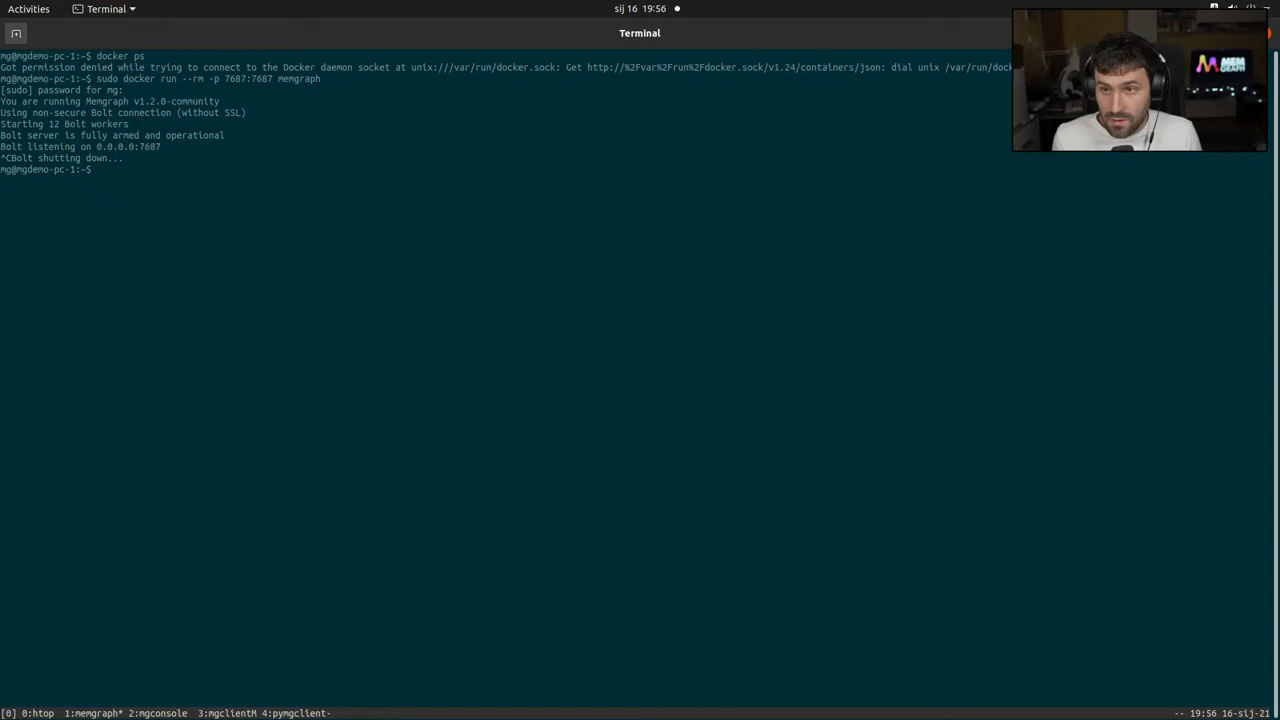 Activities
Terminal
sij 16 19:56
Terminal
mg@mgdemo-pc-1:~$ docker ps
Got permission denied while trying to connect to the Docker daemon socket at unix:///var/run/docker.sock: Get http://%2Fvar%2Frun%2Fdocker.sock/v1.24/containers/json: dial unix /var/run/dock
mg@mgdemo-pc-1:~$ sudo docker run --rm -p 7687:7687 memgraph
[sudo] password for mg:
You are running Memgraph v1.2.0-community
Using non-secure Bolt connection (without SSL)
Starting 12 Bolt workers
Bolt server is fully armed and operational
Bolt listening on 0.0.0.0:7687
^CBolt shutting down...
mg@mgdemo-pc-1:~$
MEM
GRAPH
[0] 0:htop 1:memgraph* 2:mgconsole 3:mgclientM 4:pymgclient-
-- 19:56 16-sij-21